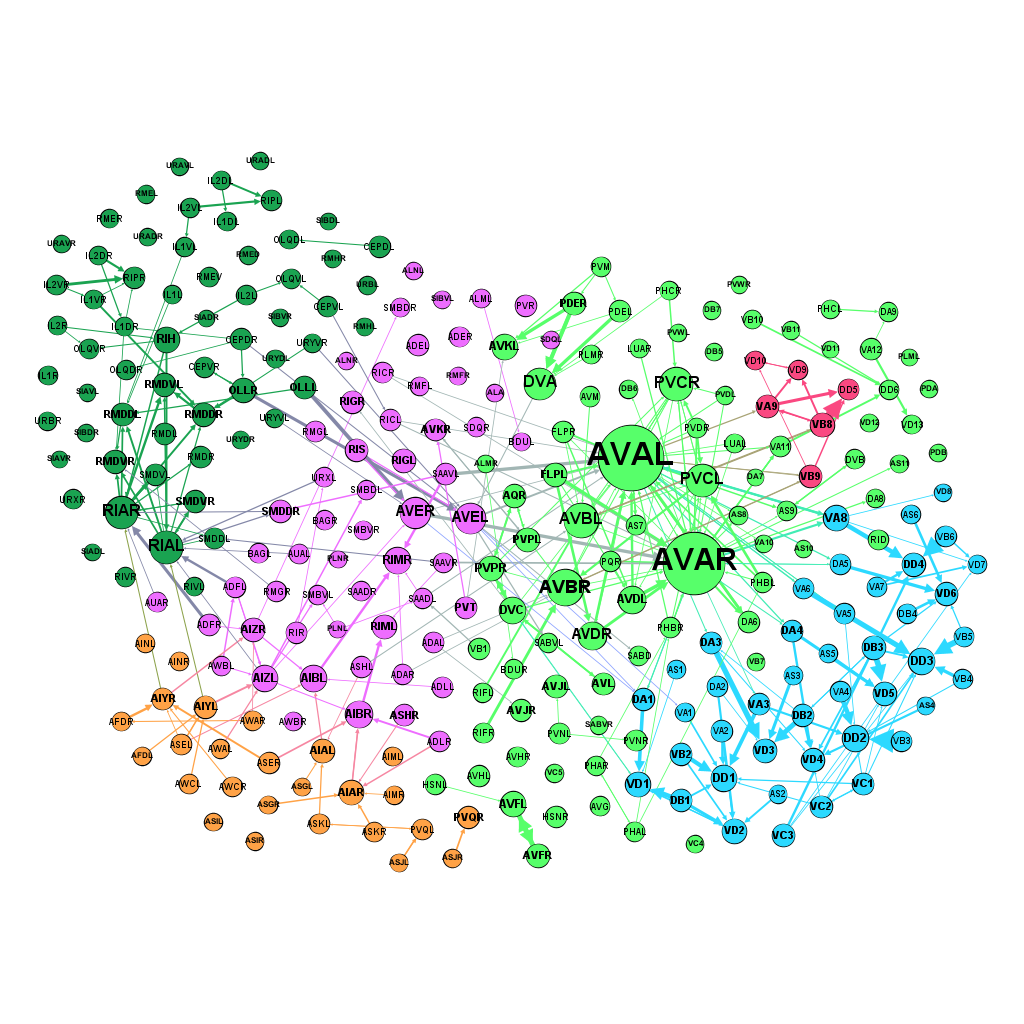 URADL
URAVL
IL2DL
RMEL
IL2VL
RIPL
RMER
IL1DL
SIBDL
URADR
URAVR
IL1VL
OLQDL
CEPDL
IL2DR
RMED
RMHR
ALNL
PVM
RIPR
RMEV
OLQVL
URBL
IL2VR
IL1VR
IL1L
IL2L
CEPVL
SMBDR
SIBVL
ALML
PVR
PDER
PHCR
PVWR
PDEL
DB7
PHCL
DA9
SIADR
SIBVR
RMHL
IL2R
IL1DR
VB10
VB11
RIH
CEPDR
URYVR
ADEL
ADER
SDQL
PVWL
OLQVR
AVKL
LUAR
DB5
VD11
VA12
PLML
URYDL
ALNR
PLMR
VD10
OLQDR
CEPVR
RICR
RMFR
VD9
IL1R
RMDVL
OLLR
OLLL
RMFL
DVA
PVCR
DD5
DD6
PDA
SIAVL
ALA
AVM
DB6
PVDL
RIGR
VA9
RMDDL
RMDDR
URYVL
RICL
URBR
SIBDR
RMDL
RMGL
AVKR
SDQR
FLPR
PVDR
VB8
VD12
VD13
URYDR
BDUL
LUAL
VA11
RIS
AVAL
PDB
SIAVR
RMDVR
RMDR
RIGL
ALMR
DVB
AS11
SMDVL
URXL
SAAVL
FLPL
PVCL
DA7
VB9
URXR
SMDVR
SMBDL
AQR
DA8
VD8
RIAR
SMDDR
AVER
AVEL
AVBL
AS8
AS9
VA8
AS6
BAGR
SMBVR
AS7
SMDDL
PVPL
RID
VB6
RIAL
VA10
AS10
SIADL
BAGL
AUAL
PLNR
RIMR
SAAVR
PVPR
PQR
AVAR
DA5
DD4
VD7
RIVR
RIVL
ADFL
RMGR
SMBVL
SAADR
SAADL
AVBR
AVDL
PHBL
VA6
VA7
VD6
AUAR
PVT
DVC
VA5
DB4
ADFR
AIZR
RIR
PLNL
RIML
AVDR
PHBR
DA6
DA4
VB5
AINL
ADAL
VB1
SABVL
DA3
DB3
AINR
AWBL
ASHL
SABD
VB7
AS5
DD3
AIZL
AIBL
ADAR
BDUR
AS1
AS3
VB4
AIYR
ADLL
RIFL
AVJL
AVL
DA2
VA4
VD5
AIYL
DA1
VA3
AS4
AFDR
AWAR
AWBR
AIBR
ASHR
AVJR
VA1
DB2
ASEL
RIFR
PVNL
SABVR
VA2
DD2
VB3
AFDL
AWAL
AIAL
ADLR
PVNR
VB2
VD3
VD4
ASER
AIML
AVHR
PHAR
AWCL
AWCR
ASGL
HSNL
AVHL
VC5
VD1
DD1
VC1
ASGR
AIAR
AIMR
AVFL
AVG
DB1
AS2
VC2
ASIL
ASKL
ASKR
PVQL
PVQR
HSNR
PHAL
VD2
VC3
ASIR
VC4
ASJL
ASJR
AVFR